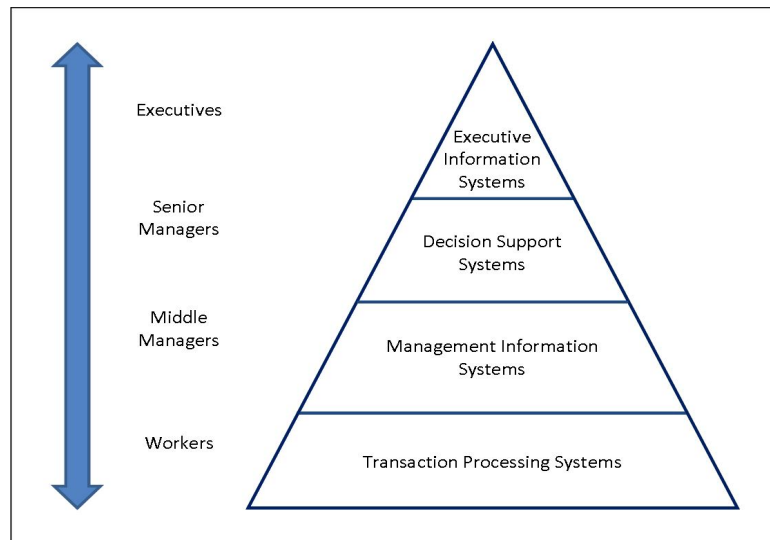 Executives
Executive
Information
Systems
Senior
Managers
Decision Support
Systems
Middle
Managers
Management Information
Systems
Workers
Transaction Processing Systems